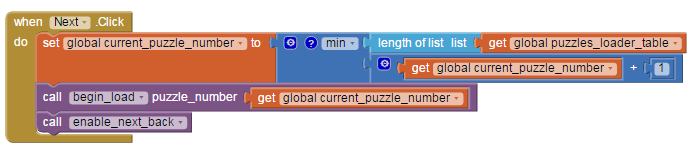 when Next .Click
do set global current_puzzle_number to ? min length of list list get global puzzles_loader_table
get global current_puzzle_number + 1
call begin_load puzzle_number get global current_puzzle_number
call enable_next_back